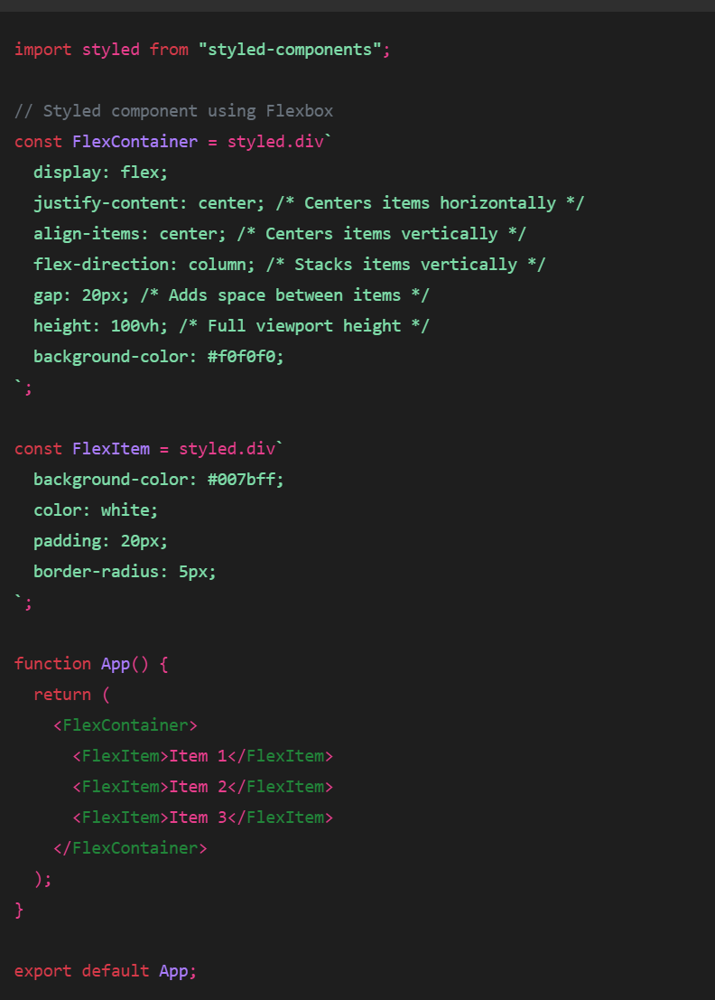 import styled from "styled-components";
// Styled component using Flexbox
const FlexContainer = styled.div`
  display: flex;
  justify-content: center; /* Centers items horizontally */
  align-items: center; /* Centers items vertically */
  flex-direction: column; /* Stacks items vertically */
  gap: 20px; /* Adds space between items */
  height: 100vh; /* Full viewport height */
  background-color: #f0f0f0;
`;
const FlexItem = styled.div`
  background-color: #007bff;
  color: white;
  padding: 20px;
  border-radius: 5px;
`;
function App() {
  return (
    <FlexContainer>
      <FlexItem>Item 1</FlexItem>
      <FlexItem>Item 2</FlexItem>
      <FlexItem>Item 3</FlexItem>
    </FlexContainer>
  );
}
export default App;